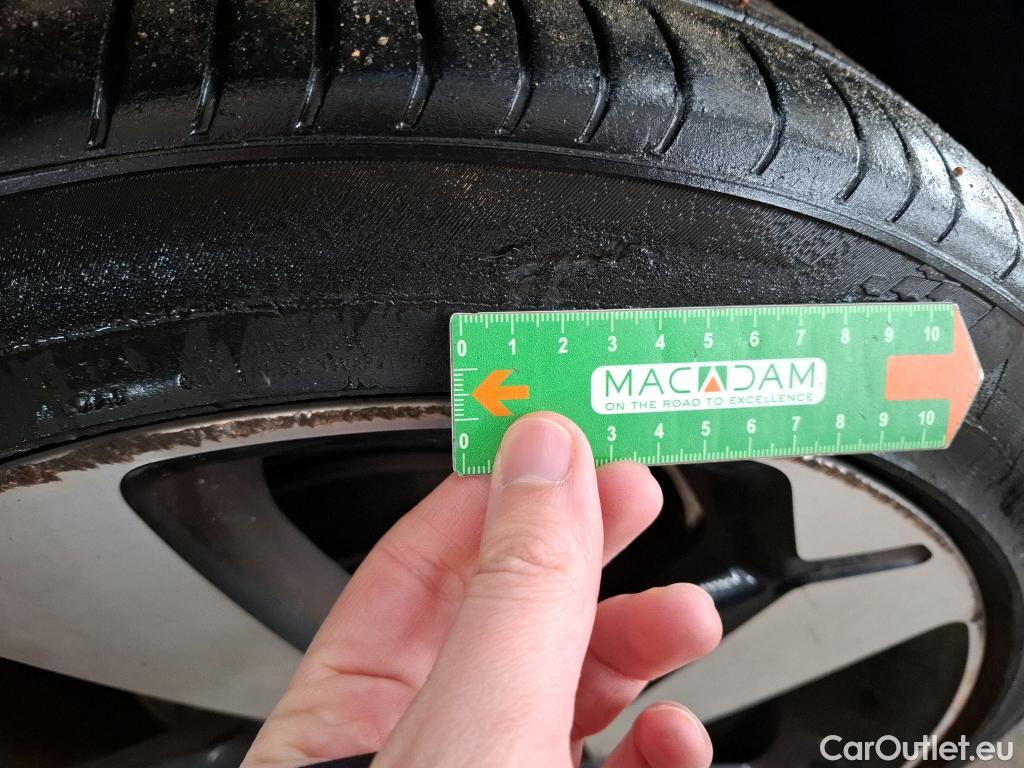 0 1 2 3 4 5 6 7 8 9 10
MACADAM
ON THE ROAD TO EXCELLENCE
0 3 4 5 6 7 8 9 10
CarOutlet.eu